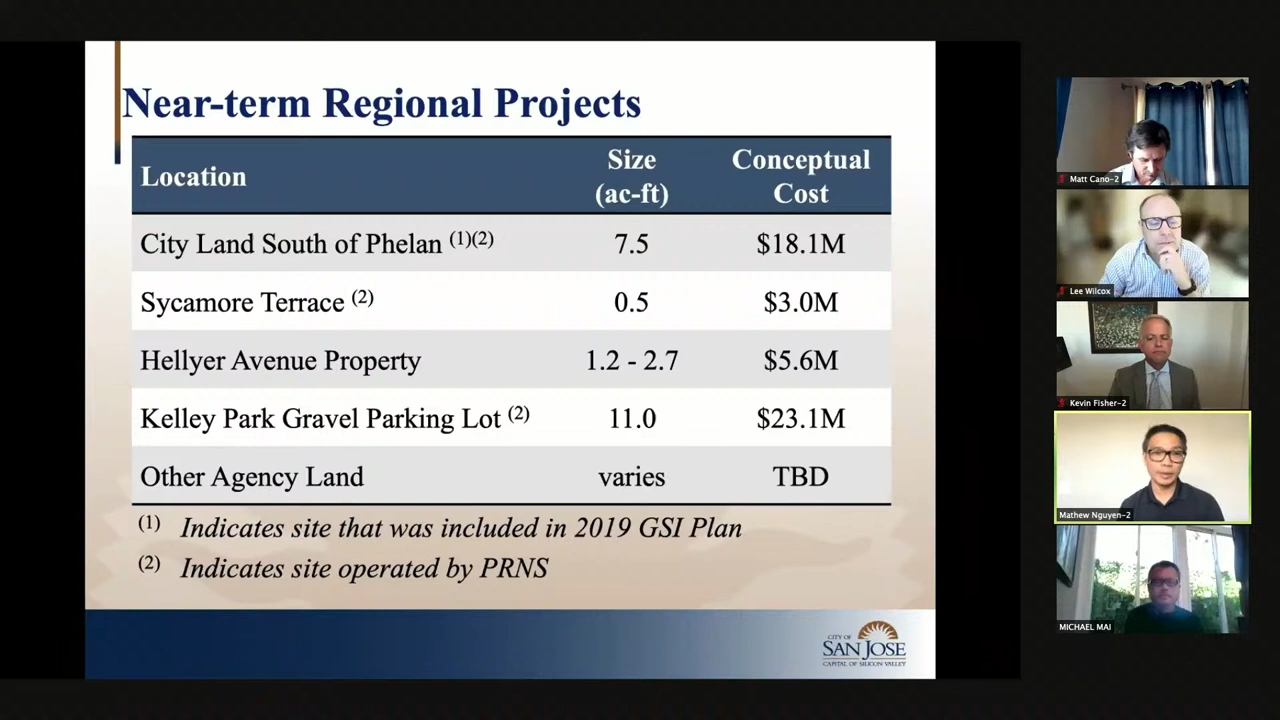 Near-term Regional Projects
Location Size (ac-ft) Conceptual Cost
City Land South of Phelan (1)(2) 7.5 $18.1M
Sycamore Terrace (2) 0.5 $3.0M
Hellyer Avenue Property 1.2 - 2.7 $5.6M
Kelley Park Gravel Parking Lot (2) 11.0 $23.1M
Other Agency Land varies TBD
(1) Indicates site that was included in 2019 GSI Plan
(2) Indicates site operated by PRNS
CITY OF
SAN JOSE
CAPITAL OF SILICON VALLEY
Matt Cano-2
Lee Wilcox
Kevin Fisher-2
Mathew Nguyen-2
MICHAEL MAI